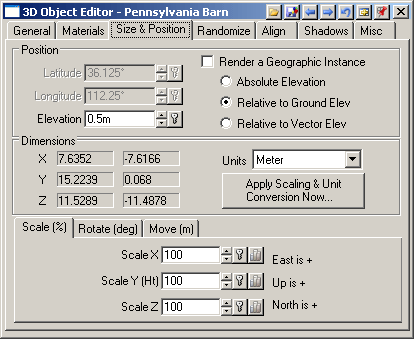 3D Object Editor - Pennsylvania Barn
General Materials Size & Position Randomize Align Shadows Misc
Position
Latitude 36.125°
Longitude 112.25°
Elevation 0.5m
Render a Geographic Instance
Absolute Elevation
Relative to Ground Elev
Relative to Vector Elev
Dimensions
X 7.6352 -7.6166
Y 15.2239 0.068
Z 11.5289 -11.4878
Units Meter
Apply Scaling & Unit
Conversion Now...
Scale (%) Rotate (deg) Move (m)
Scale X 100 East is +
Scale Y (Ht) 100 Up is +
Scale Z 100 North is +